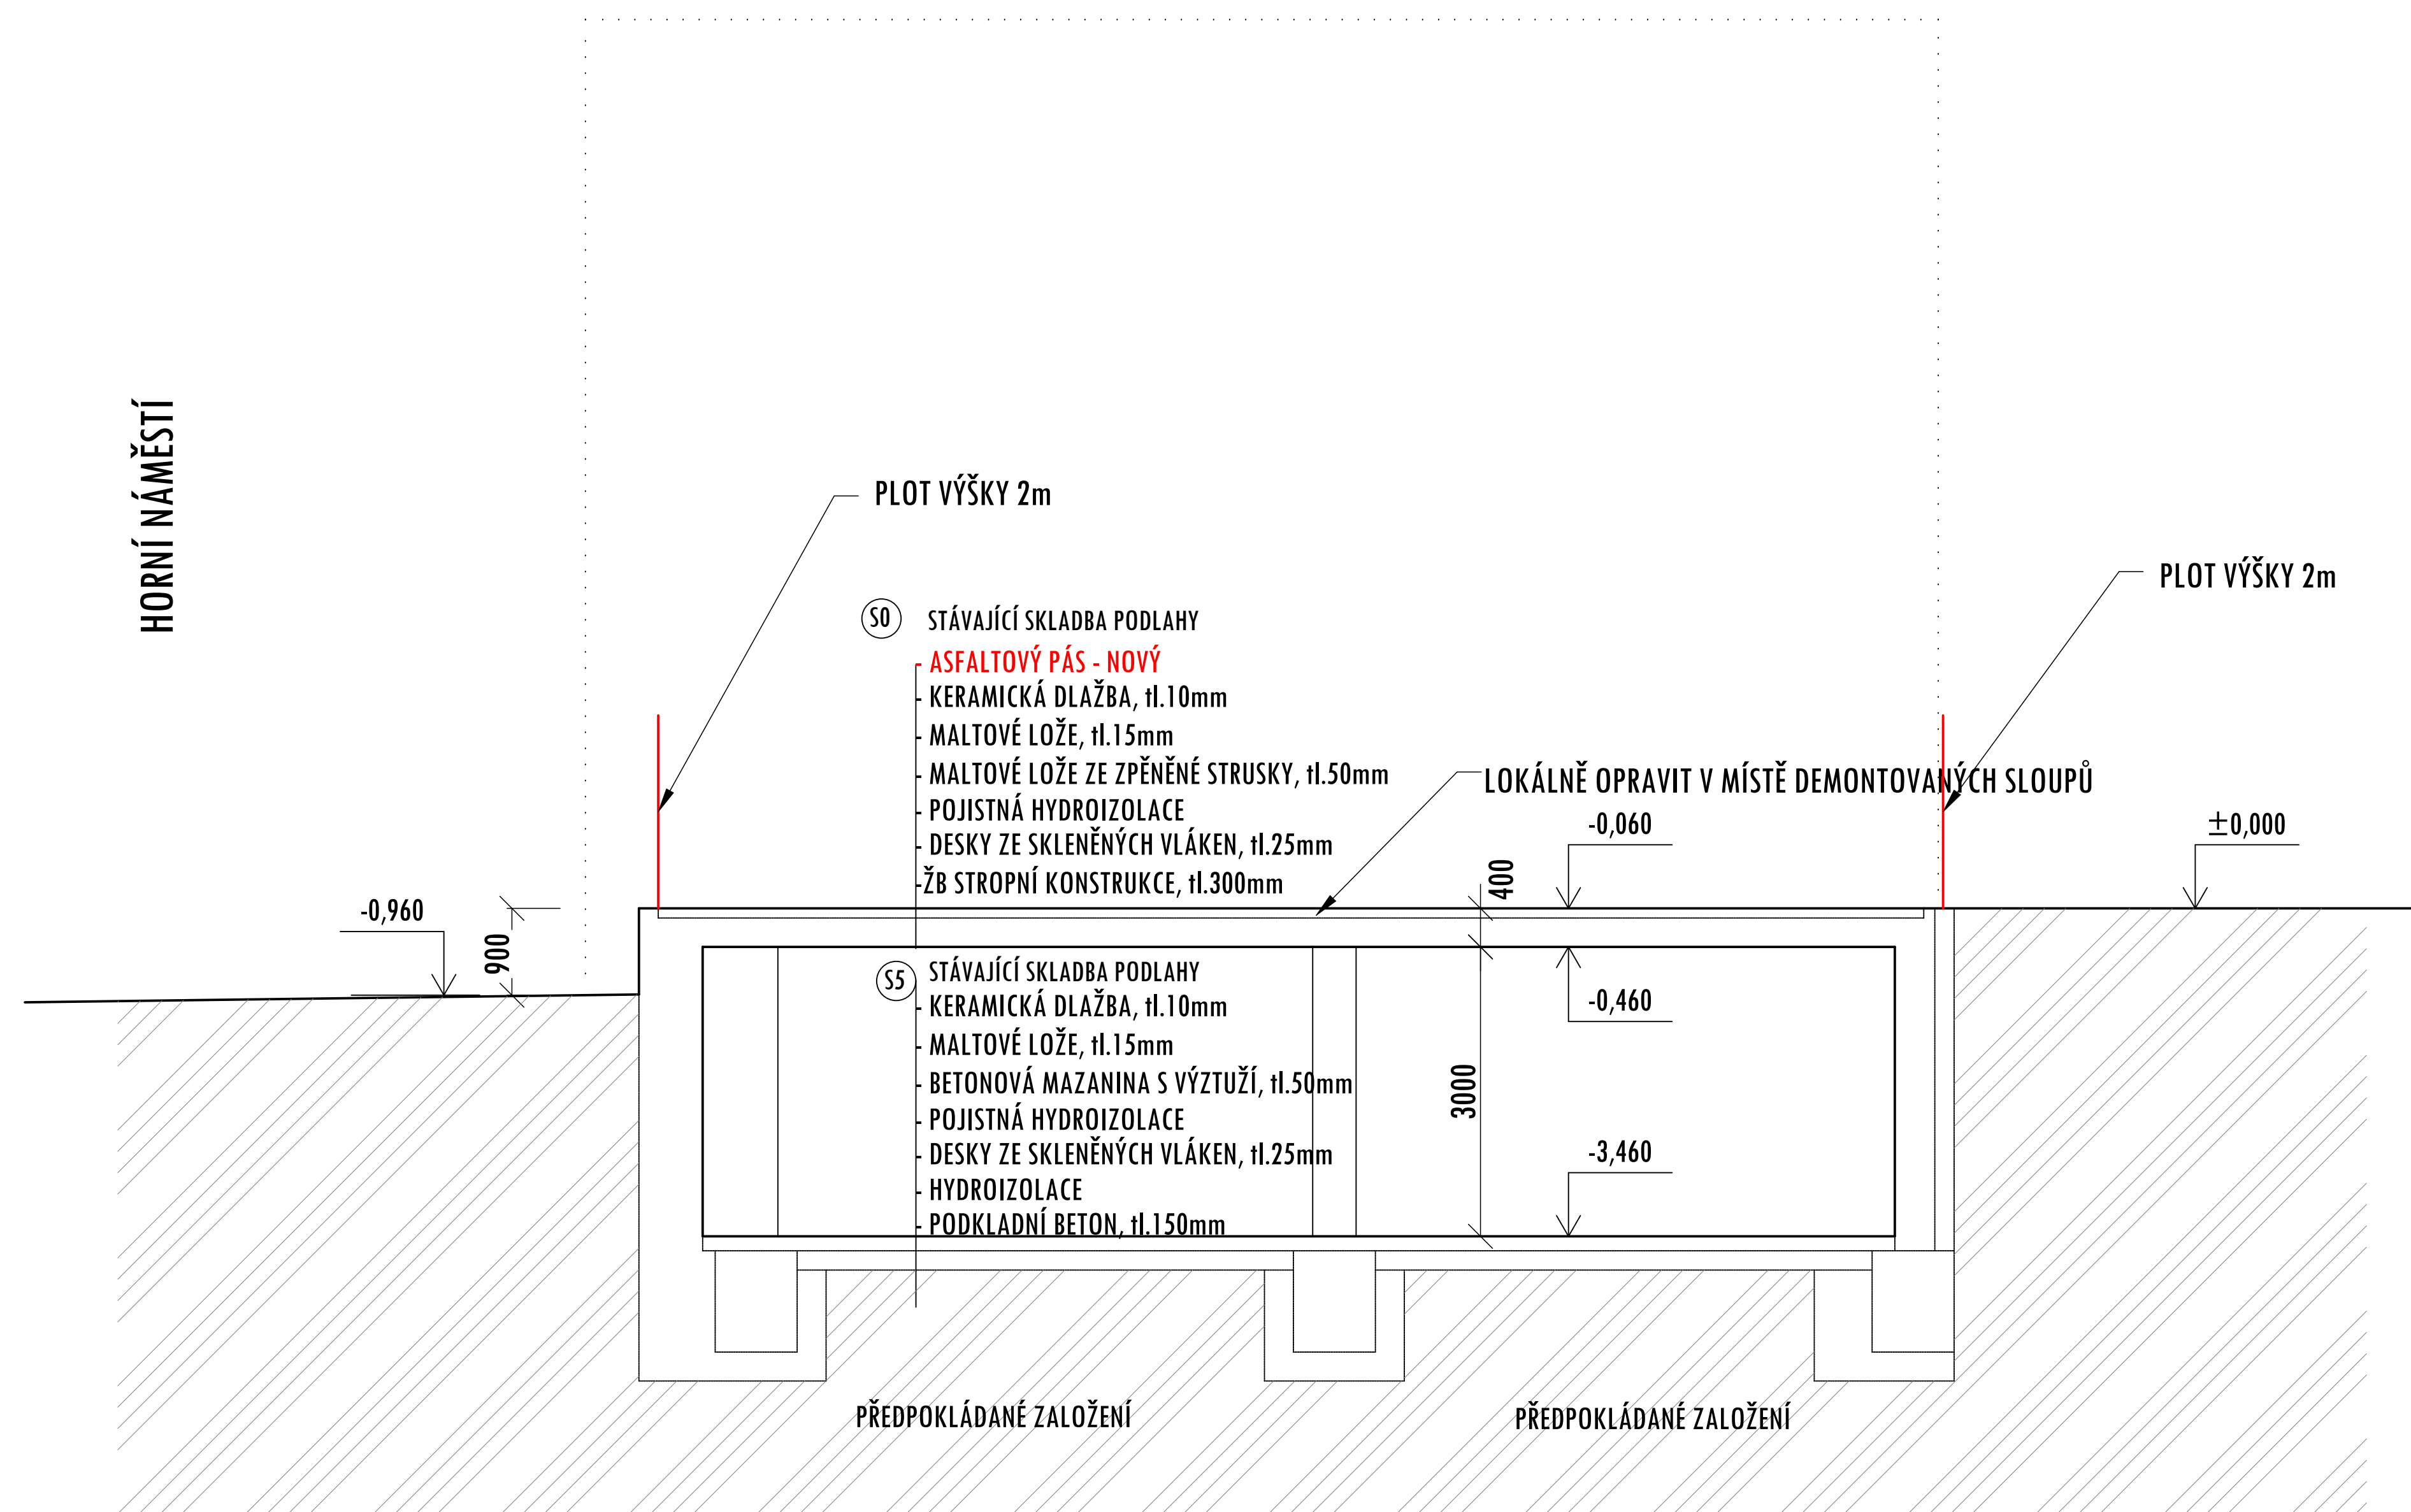 HORNÍ NÁMĚSTÍ
PLOT VÝŠKY 2m
PLOT VÝŠKY 2m
S0 STÁVAJÍCÍ SKLADBA PODLAHY
- ASFALTOVÝ PÁS - NOVÝ
- KERAMICKÁ DLAŽBA, tl.10mm
- MALTOVÉ LOŽE, tl.15mm
- MALTOVÉ LOŽE ZE ZPĚNĚNÉ STRUSKY, tl.50mm
- POJISTNÁ HYDROIZOLACE
- DESKY ZE SKLENĚNÝCH VLÁKEN, tl.25mm
- ŽB STROPNÍ KONSTRUKCE, tl.300mm
LOKÁLNĚ OPRAVIT V MÍSTĚ DEMONTOVANÝCH SLOUPŮ
-0,060
±0,000
400
-0,960
900
S5 STÁVAJÍCÍ SKLADBA PODLAHY
- KERAMICKÁ DLAŽBA, tl.10mm
- MALTOVÉ LOŽE, tl.15mm
- BETONOVÁ MAZANINA S VÝZTUŽÍ, tl.50mm
- POJISTNÁ HYDROIZOLACE
- DESKY ZE SKLENĚNÝCH VLÁKEN, tl.25mm
- HYDROIZOLACE
- PODKLADNÍ BETON, tl.150mm
-0,460
3000
-3,460
PŘEDPOKLÁDANÉ ZALOŽENÍ
PŘEDPOKLÁDANÉ ZALOŽENÍ